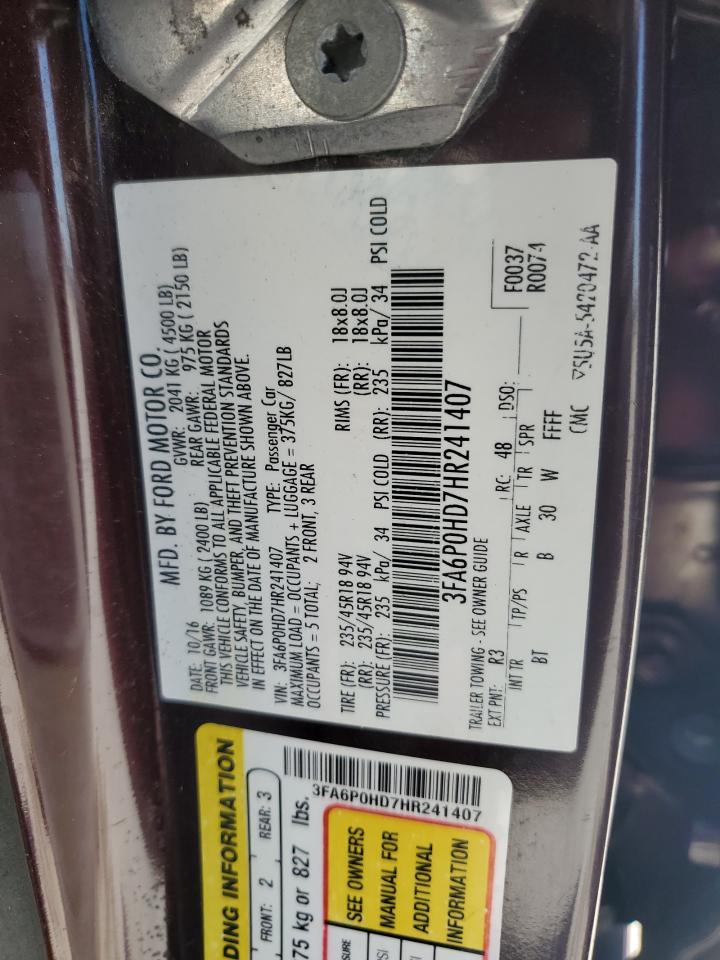 MFD. BY FORD MOTOR CO.
DATE: 10/16 GVWR: 2041 KG ( 4500 LB)
FRONT GAWR: 1089 KG ( 2400 LB) REAR GAWR: 975 KG ( 2150 LB)
THIS VEHICLE CONFORMS TO ALL APPLICABLE FEDERAL MOTOR
VEHICLE SAFETY, BUMPER, AND THEFT PREVENTION STANDARDS
IN EFFECT ON THE DATE OF MANUFACTURE SHOWN ABOVE.
VIN: 3FA6P0HD7HR241407 TYPE: Passenger Car
MAXIMUM LOAD = OCCUPANTS + LUGGAGE = 375KG/ 827LB
OCCUPANTS = 5 TOTAL; 2 FRONT, 3 REAR
TIRE (FR): 235/45R18 94V RIMS (FR): 18x8.0J
(RR): 235/45R18 94V (RR): 18x8.0J
PRESSURE (FR): 235 kPa/ 34 PSI COLD (RR): 235 kPa/ 34 PSI COLD
3FA6P0HD7HR241407
TRAILER TOWING - SEE OWNER GUIDE
EXT PNT: R3 RC: 48 DSO: F0037
R0074
INT TR TP/PS R AXLE TR SPR
BT B 30 W FFFF
CMC 5U5A-5420472-AA
DING INFORMATION
FRONT: 2 REAR: 3
75 kg or 827 lbs.
3FA6P0HD7HR241407
SEE OWNERS
MANUAL FOR
ADDITIONAL
INFORMATION